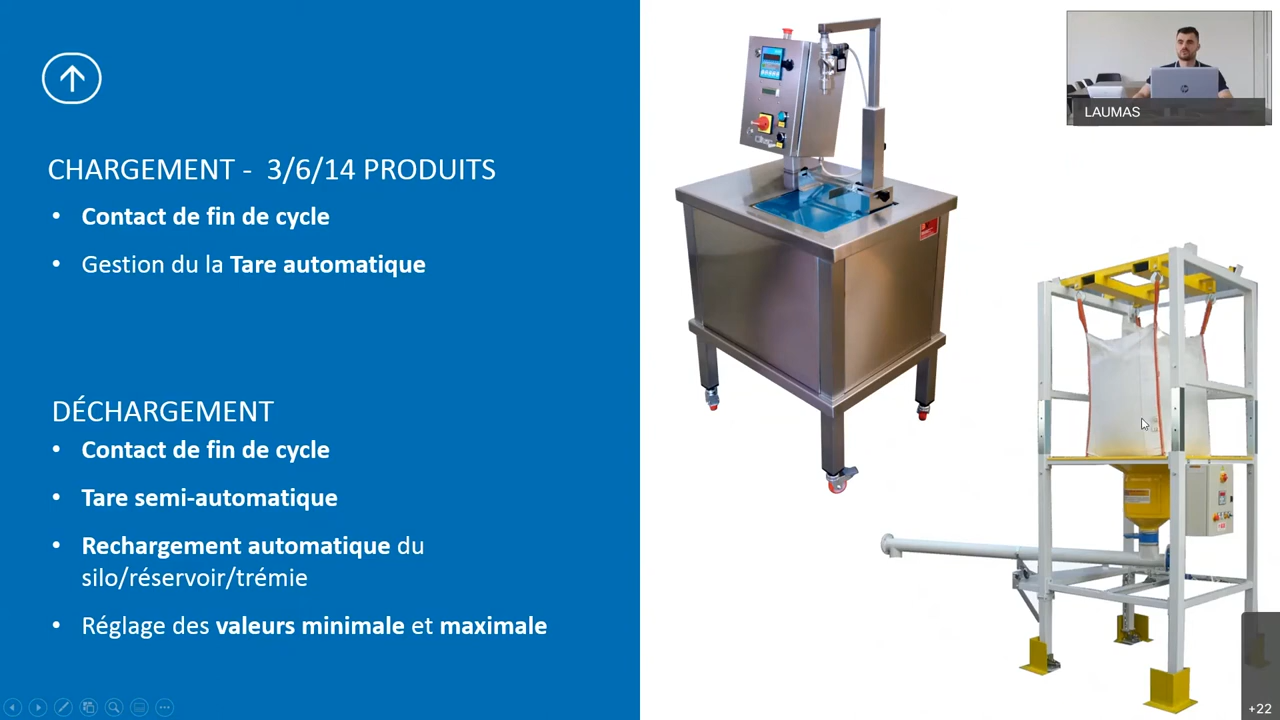 CHARGEMENT - 3/6/14 PRODUITS
• Contact de fin de cycle
• Gestion du la Tare automatique
DÉCHARGEMENT
• Contact de fin de cycle
• Tare semi-automatique
• Rechargement automatique du
silo/réservoir/trémie
• Réglage des valeurs minimale et maximale
LAUMAS
+22